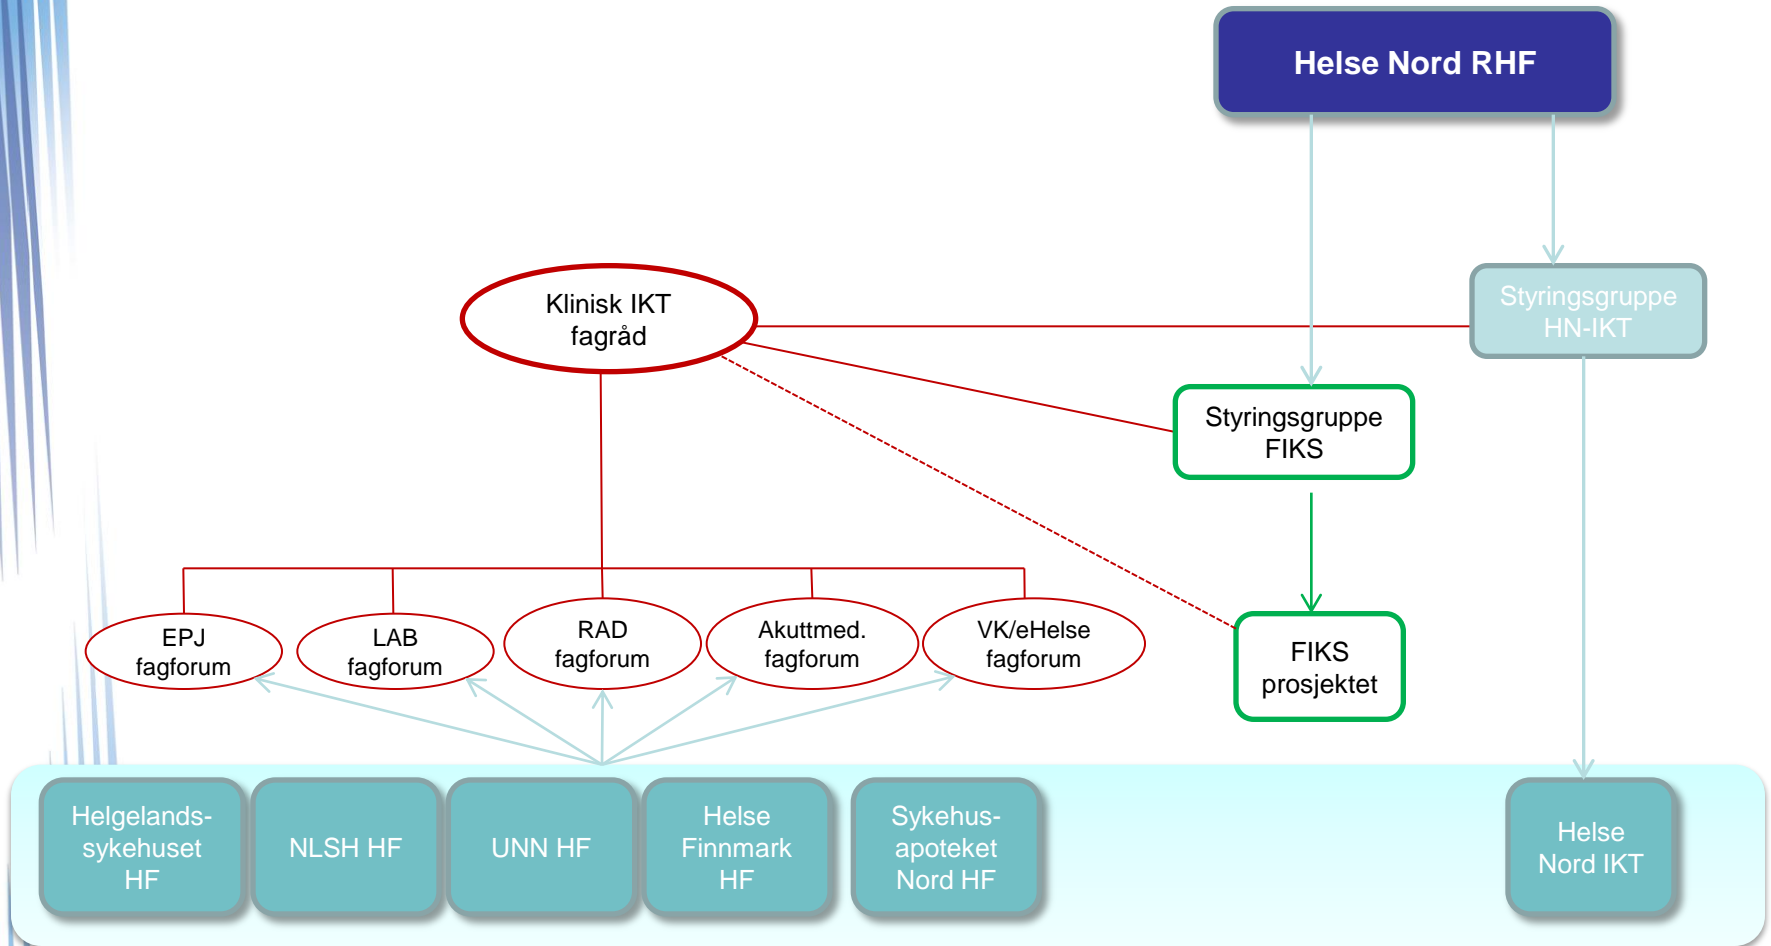 Helse Nord RHF
Klinisk IKT
fagråd
Styringsgruppe
HN-IKT
Styringsgruppe
FIKS
EPJ
fagforum
LAB
fagforum
RAD
fagforum
Akuttmed.
fagforum
VK/eHelse
fagforum
FIKS
prosjektet
Helgelands-
sykehuset
HF
NLSH HF
UNN HF
Helse
Finnmark
HF
Sykehus-
apoteket
Nord HF
Helse
Nord IKT